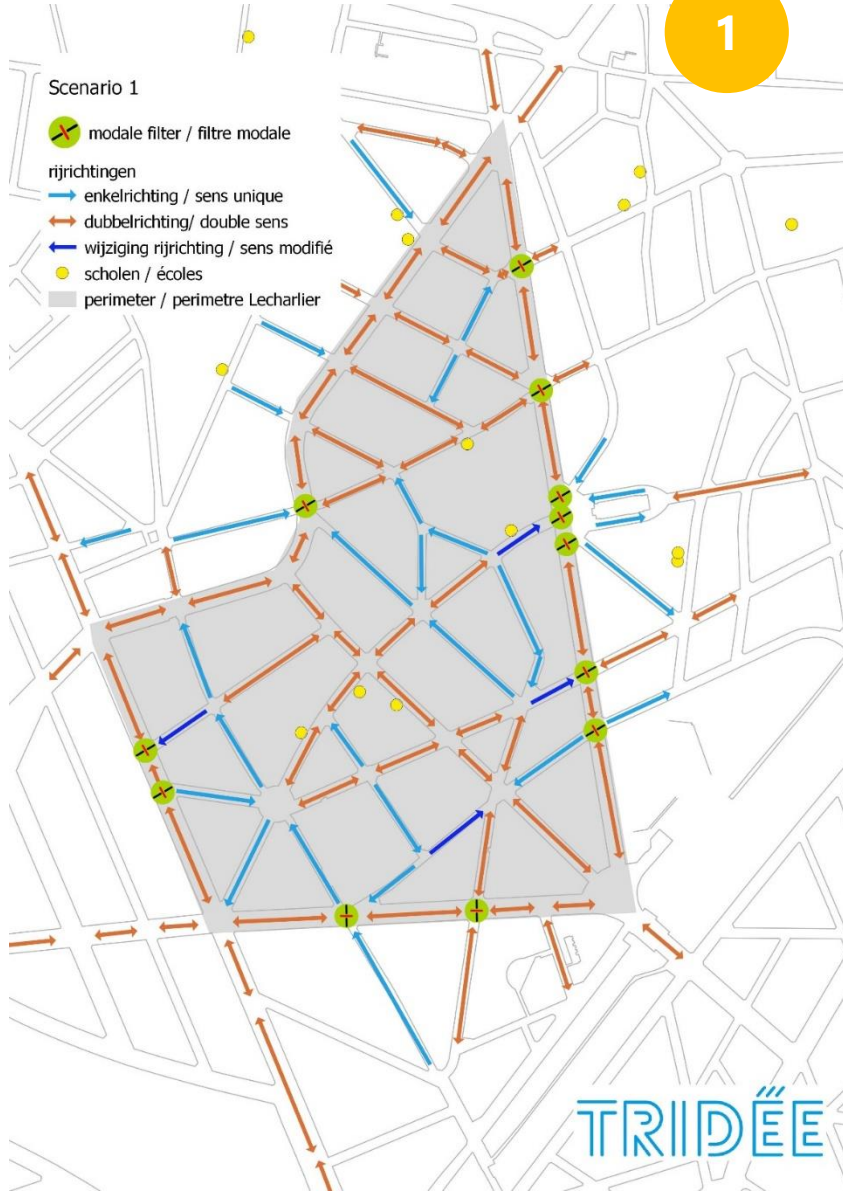 1
Scenario 1
modale filter / filtre modale
rijrichtingen
enkelrichting / sens unique
dubbelrichting/ double sens
wijziging rijrichting / sens modifié
scholen / écoles
perimeter / perimetre Lecharlier
TRIDËE